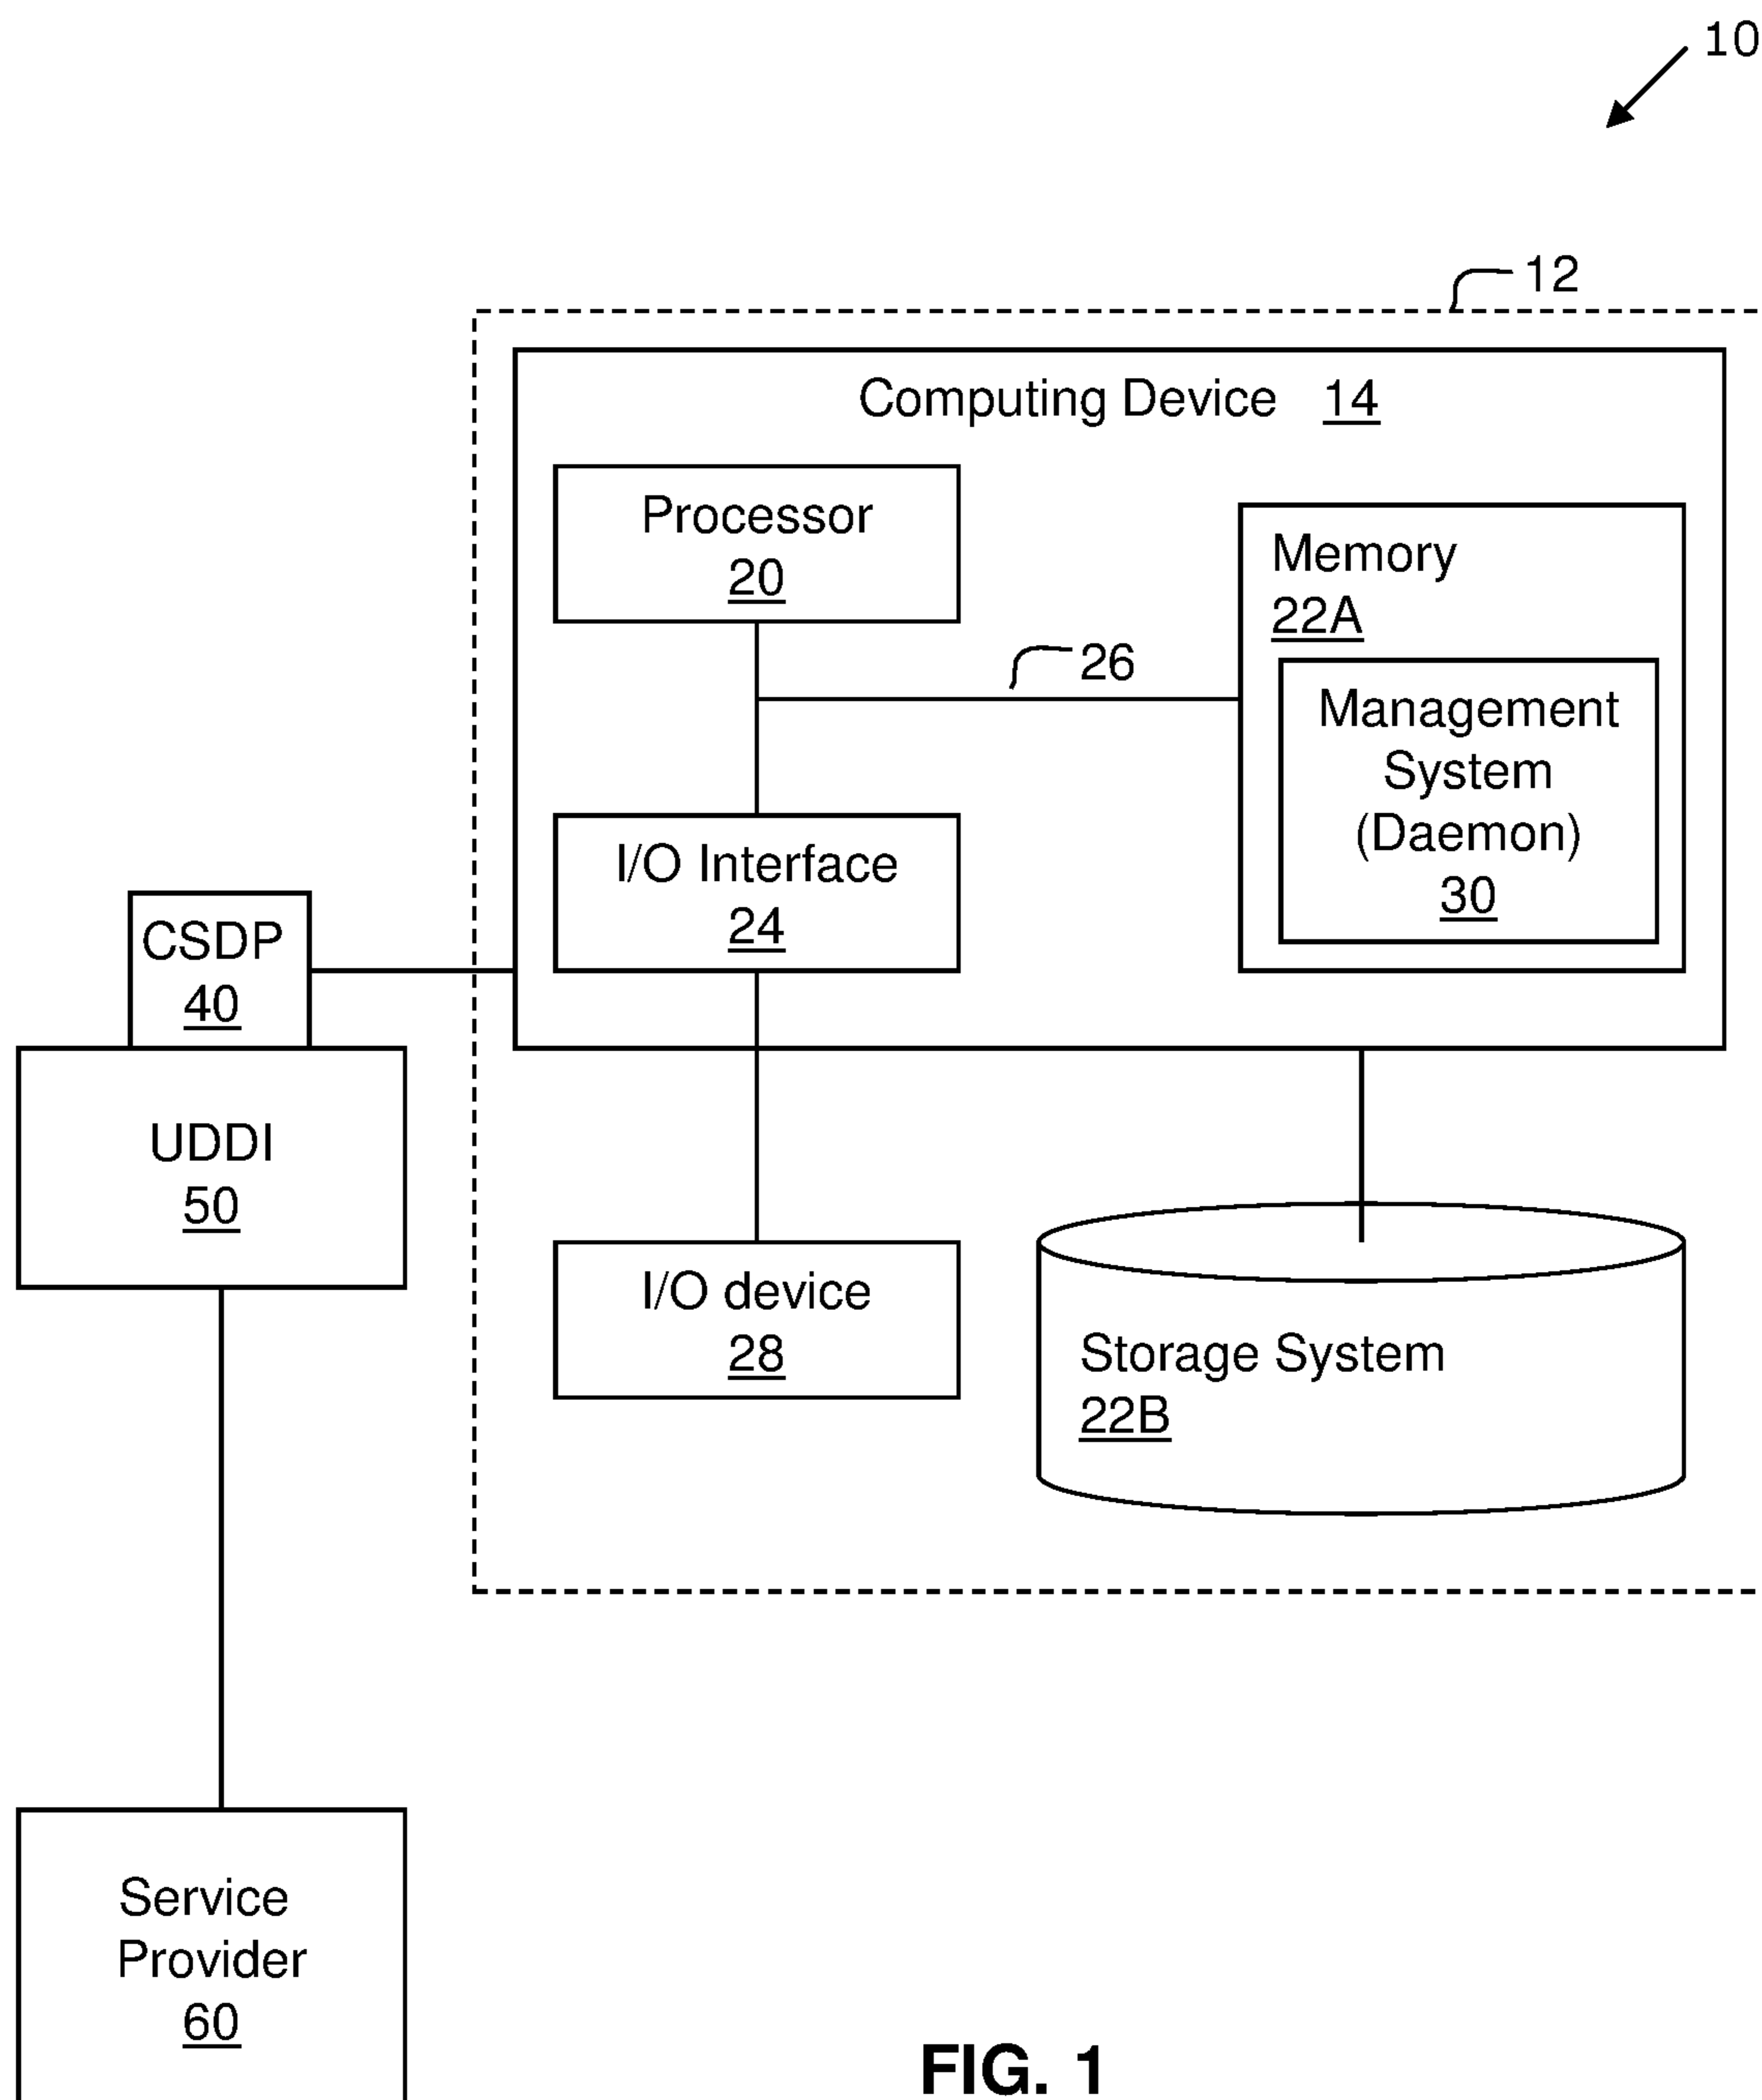 10
12
Computing Device 14
Processor
20
Memory
22A
26
Management
System
(Daemon)
30
I/O Interface
24
CSDP
40
UDDI
50
I/O device
28
Storage System
22B
Service
Provider
60
FIG. 1